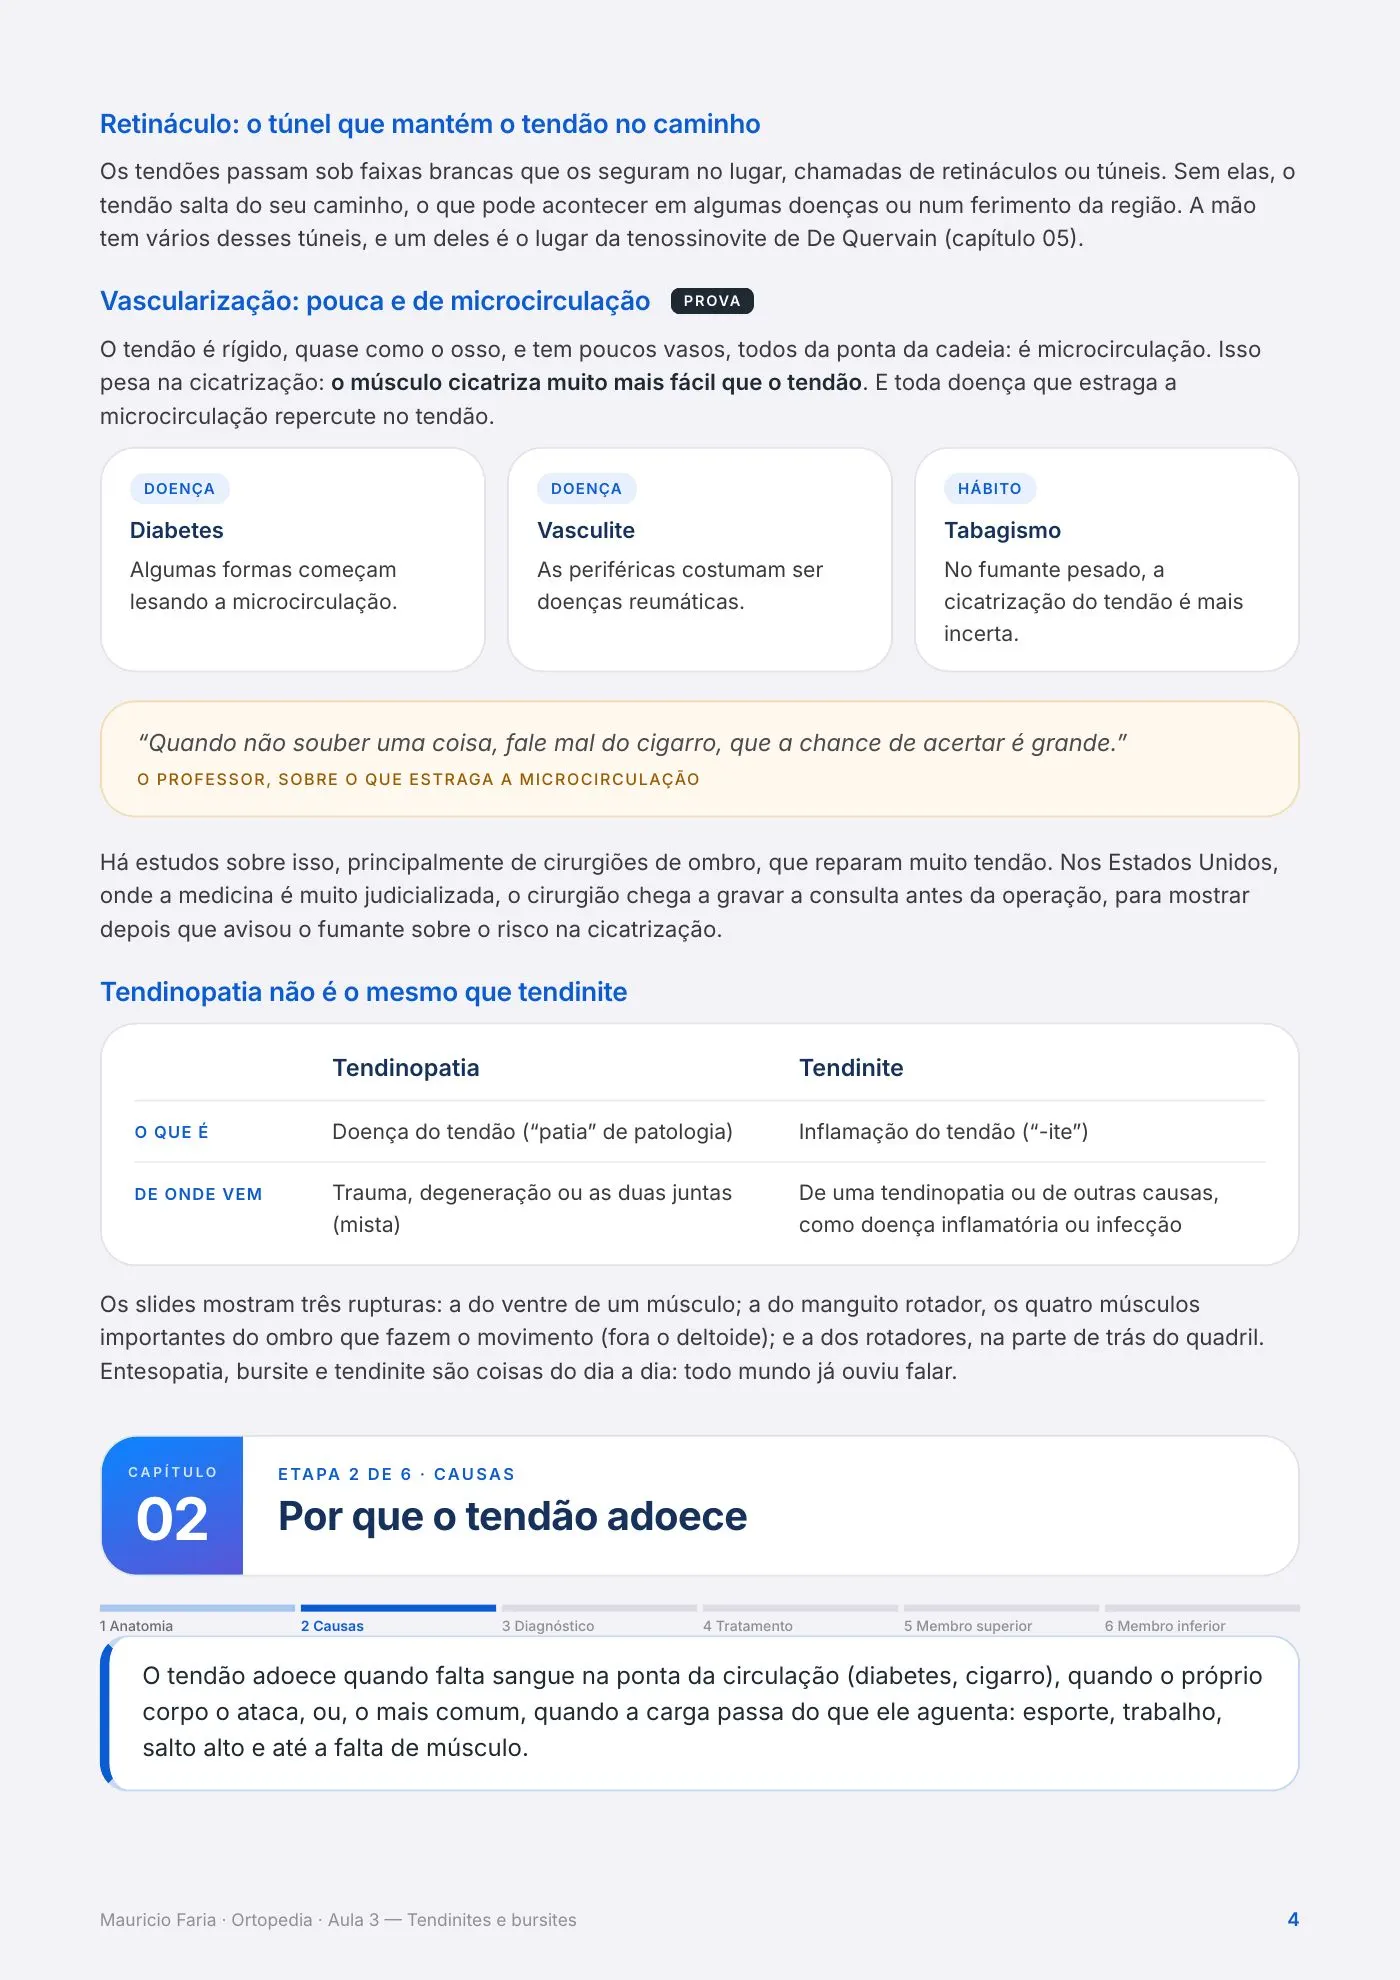 Retináculo: o túnel que mantém o tendão no caminho
Os tendões passam sob faixas brancas que os seguram no lugar, chamadas de retináculos ou túneis. Sem elas, o
tendão salta do seu caminho, o que pode acontecer em algumas doenças ou num ferimento da região. A mão
tem vários desses túneis, e um deles é o lugar da tenossinovite de De Quervain (capítulo 05).
Vascularização: pouca e de microcirculação PROVA
O tendão é rígido, quase como o osso, e tem poucos vasos, todos da ponta da cadeia: é microcirculação. Isso
pesa na cicatrização: o músculo cicatriza muito mais fácil que o tendão. E toda doença que estraga a
microcirculação repercute no tendão.
DOENÇA
Diabetes
Algumas formas começam
lesando a microcirculação.
DOENÇA
Vasculite
As periféricas costumam ser
doenças reumáticas.
HÁBITO
Tabagismo
No fumante pesado, a
cicatrização do tendão é mais
incerta.
“Quando não souber uma coisa, fale mal do cigarro, que a chance de acertar é grande.”
O PROFESSOR, SOBRE O QUE ESTRAGA A MICROCIRCULAÇÃO
Há estudos sobre isso, principalmente de cirurgiões de ombro, que reparam muito tendão. Nos Estados Unidos,
onde a medicina é muito judicializada, o cirurgião chega a gravar a consulta antes da operação, para mostrar
depois que avisou o fumante sobre o risco na cicatrização.
Tendinopatia não é o mesmo que tendinite
Tendinopatia Tendinite
O QUE É Doença do tendão (“patia” de patologia) Inflamação do tendão (“-ite”)
DE ONDE VEM Trauma, degeneração ou as duas juntas De uma tendinopatia ou de outras causas,
(mista) como doença inflamatória ou infecção
Os slides mostram três rupturas: a do ventre de um músculo; a do manguito rotador, os quatro músculos
importantes do ombro que fazem o movimento (fora o deltoide); e a dos rotadores, na parte de trás do quadril.
Entesopatia, bursite e tendinite são coisas do dia a dia: todo mundo já ouviu falar.
CAPÍTULO
02
ETAPA 2 DE 6 · CAUSAS
Por que o tendão adoece
1 Anatomia 2 Causas 3 Diagnóstico 4 Tratamento 5 Membro superior 6 Membro inferior
O tendão adoece quando falta sangue na ponta da circulação (diabetes, cigarro), quando o próprio
corpo o ataca, ou, o mais comum, quando a carga passa do que ele aguenta: esporte, trabalho,
salto alto e até a falta de músculo.
Mauricio Faria · Ortopedia · Aula 3 — Tendinites e bursites 4